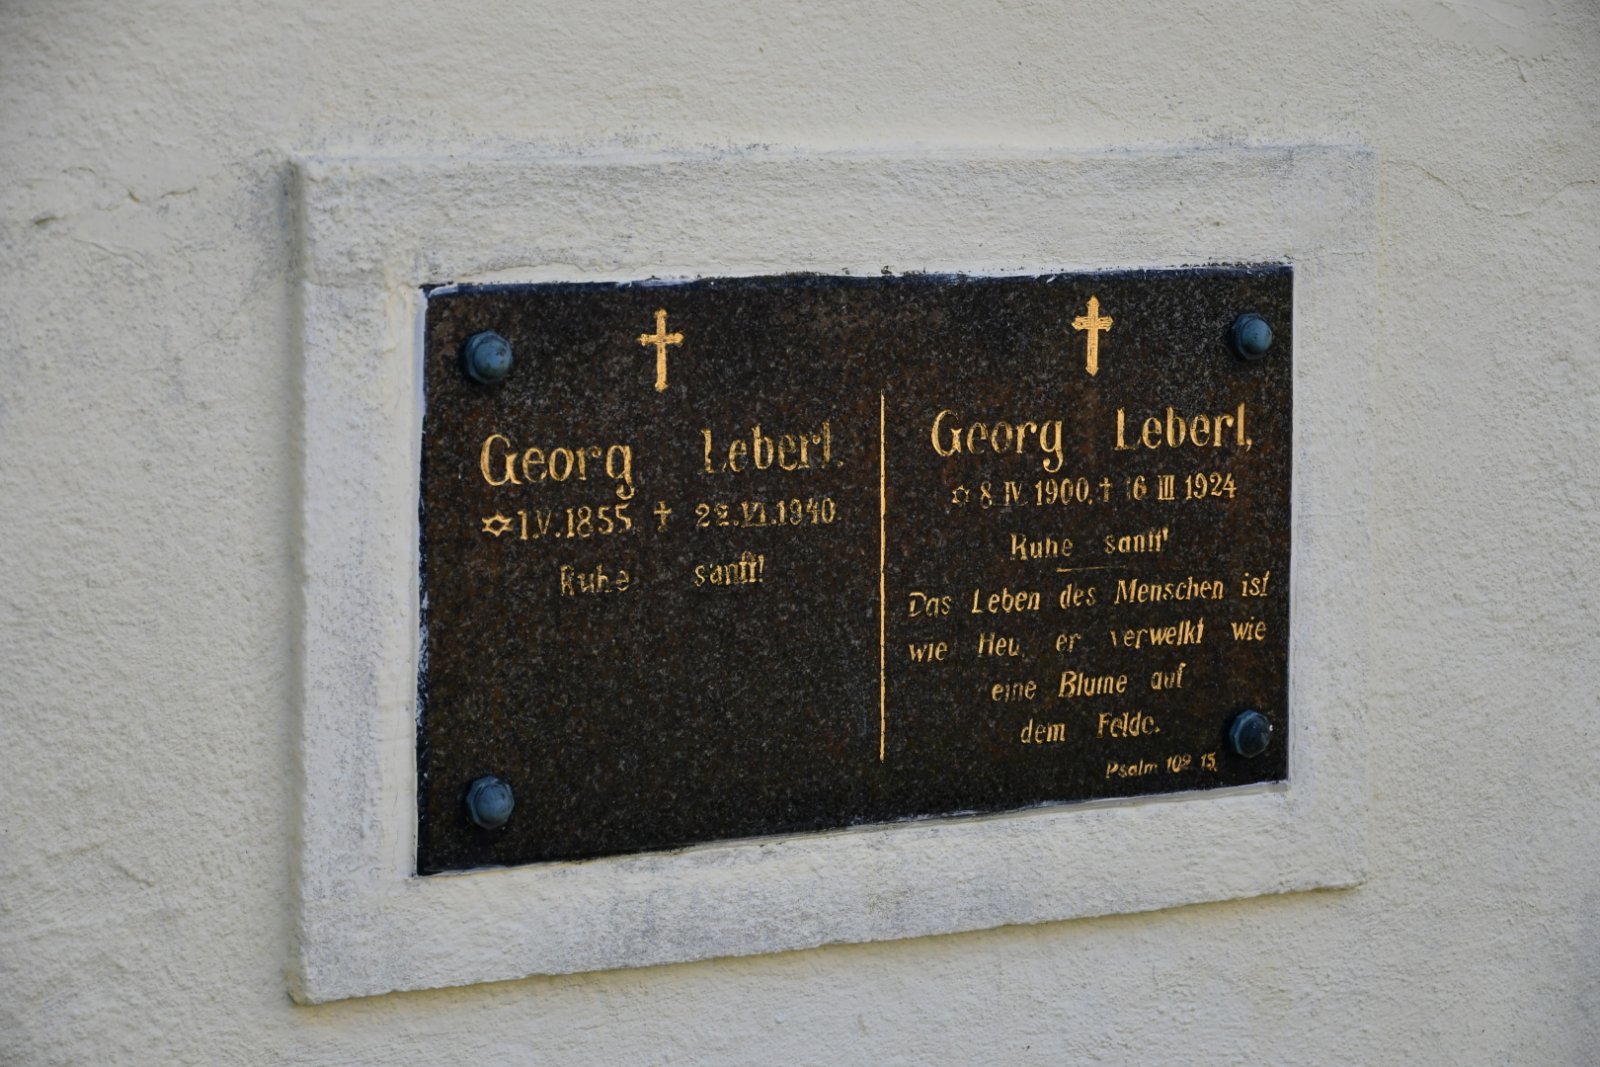 Georg Leberl.
✡1.V.1855 † 22.VI.1940
Ruhe sanft!
Georg Leberl,
✡ 8 IV. 1900. † 16 III 1924
Ruhe sanft!
Das Leben des Menschen ist
wie Heu, er verwelkt wie
eine Blume auf
dem Felde.
Psalm 102 15.